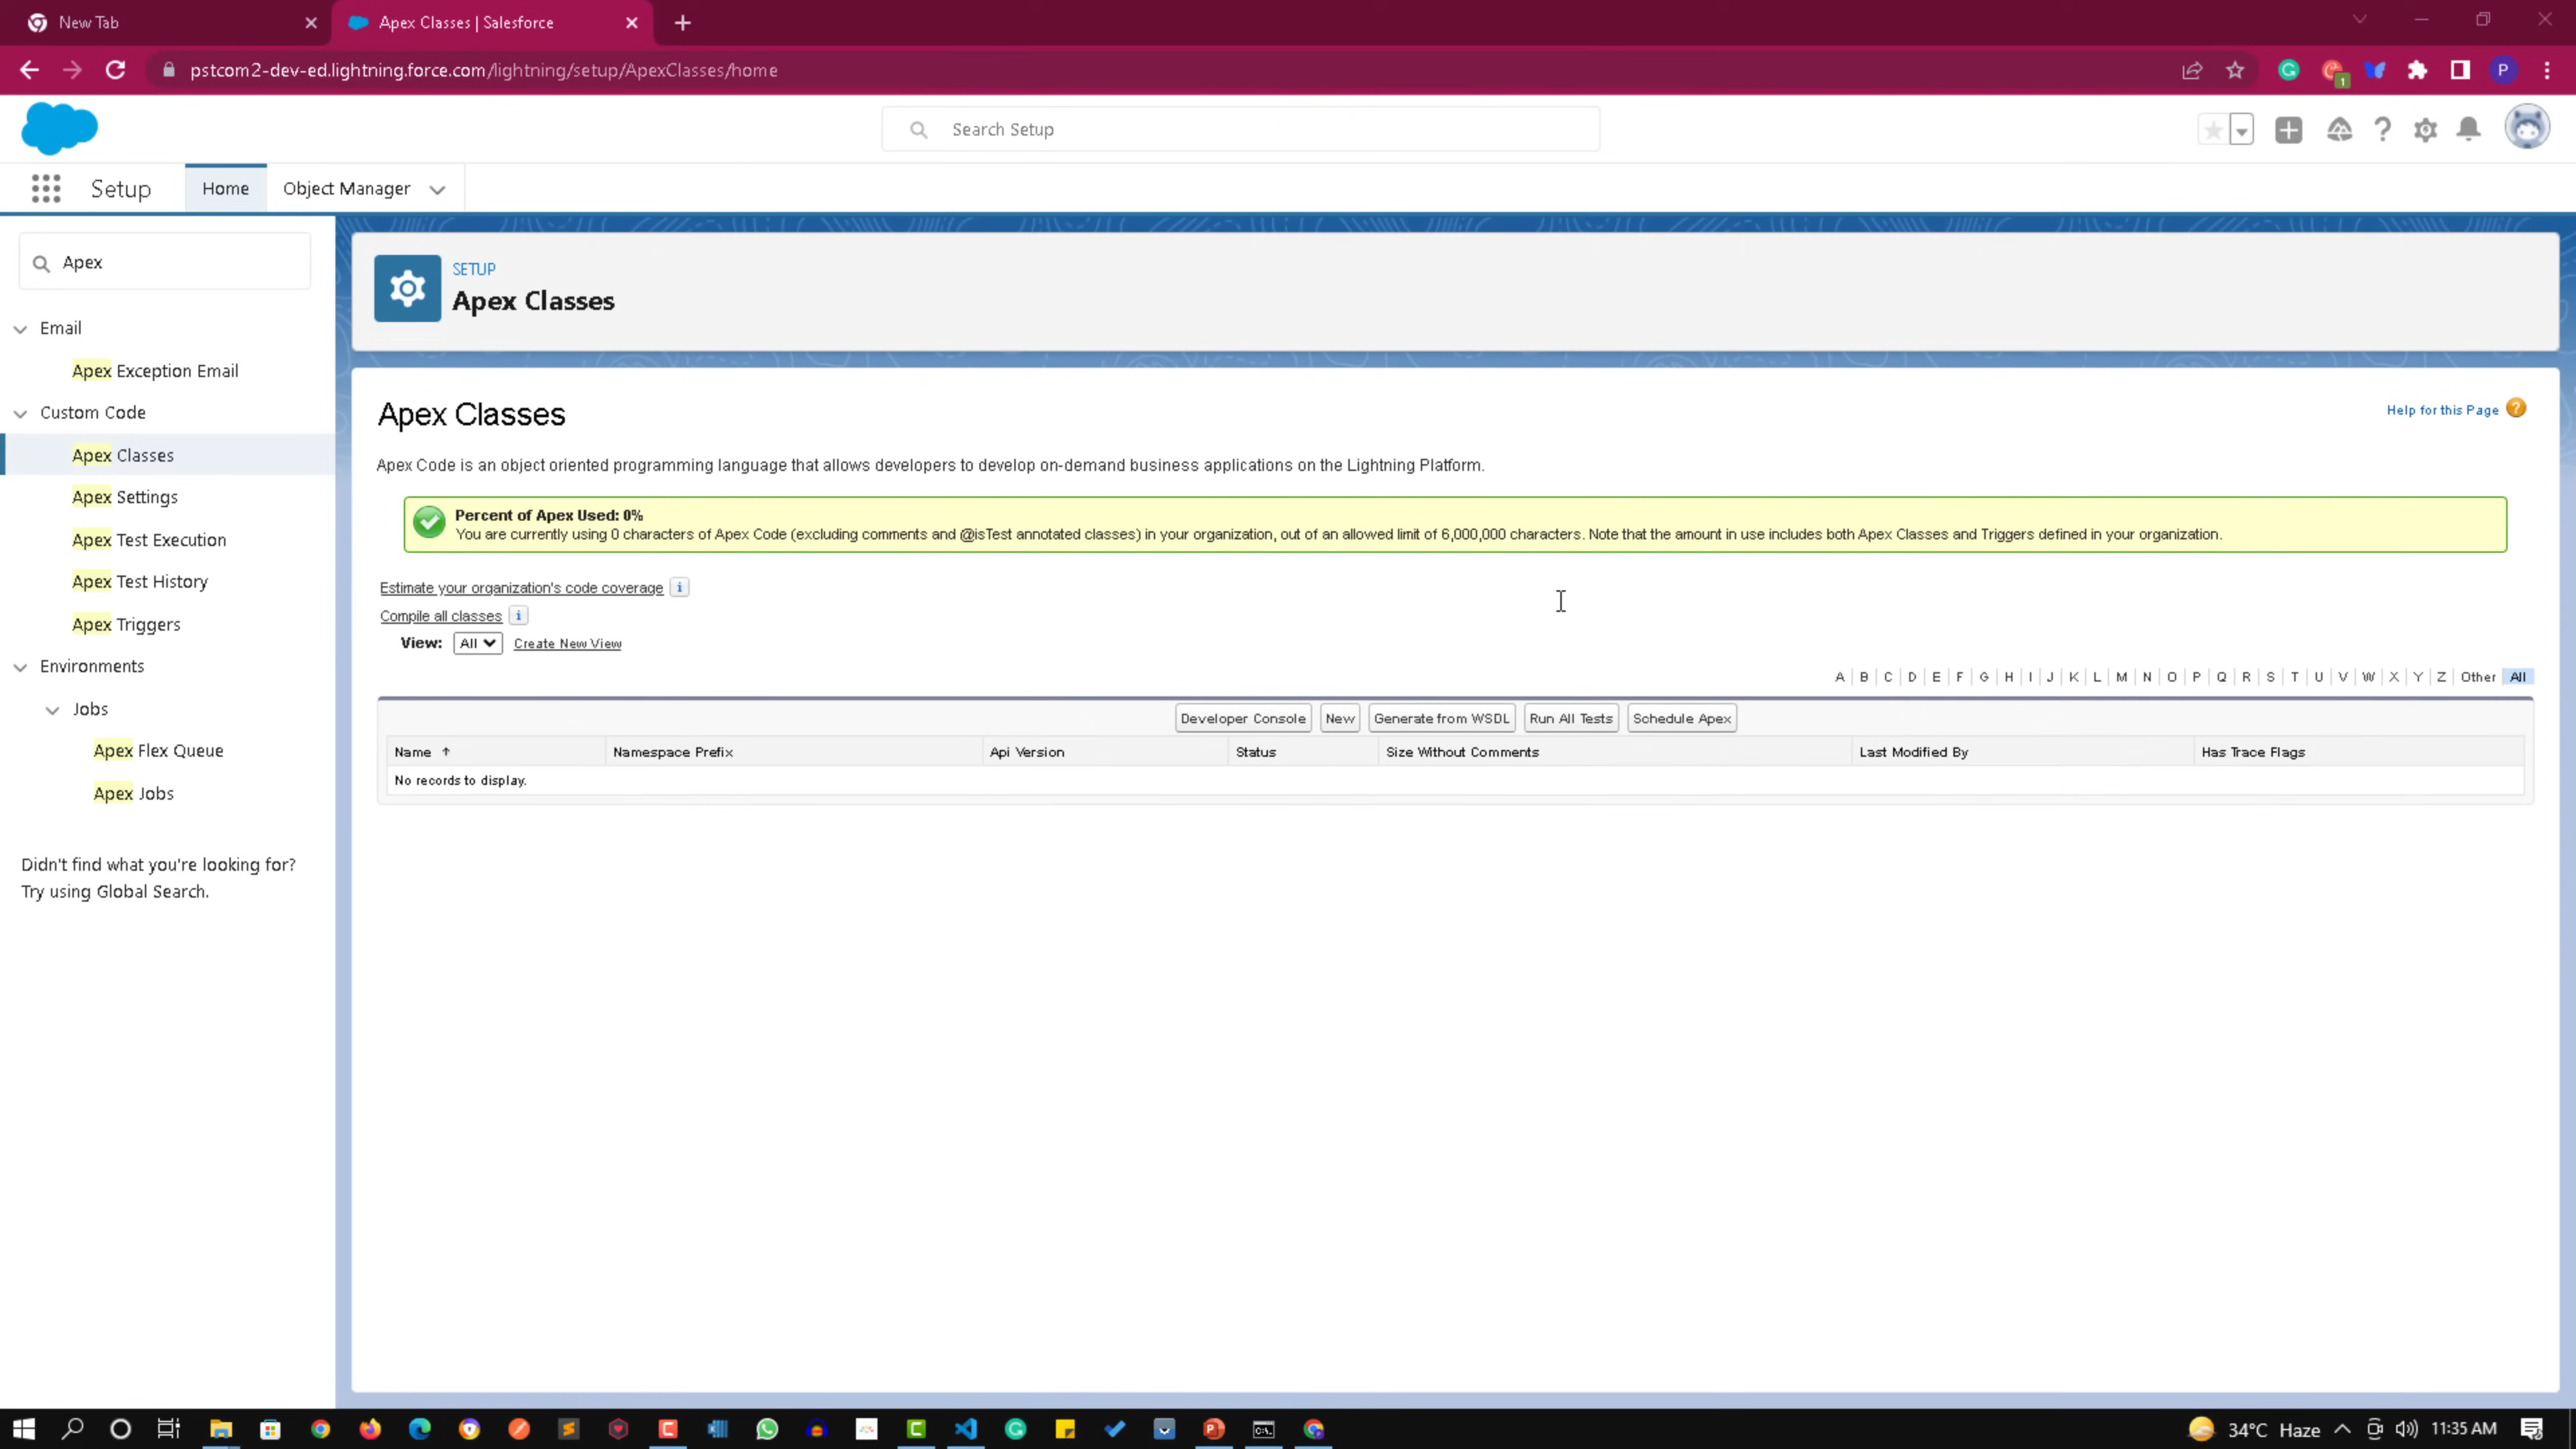 New Tab
Apex Classes | Salesforce
pstcom2-dev-ed.lightning.force.com/lightning/setup/ApexClasses/home
1
P
Search Setup
Setup
Home
Object Manager
Apex
Email
Apex Exception Email
Custom Code
Apex Classes
Apex Settings
Apex Test Execution
Apex Test History
Apex Triggers
Environments
Jobs
Apex Flex Queue
Apex Jobs
Didn't find what you're looking for?
Try using Global Search.
SETUP
Apex Classes
Apex Classes
Help for this Page
Apex Code is an object oriented programming language that allows developers to develop on-demand business applications on the Lightning Platform.
Percent of Apex Used: 0%
You are currently using 0 characters of Apex Code (excluding comments and @isTest annotated classes) in your organization, out of an allowed limit of 6,000,000 characters. Note that the amount in use includes both Apex Classes and Triggers defined in your organization.
Estimate your organization's code coverage i
Compile all classes i
View: All Create New View
A B C D E F G H I J K L M N O P Q R S T U V W X Y Z Other All
Developer Console New Generate from WSDL Run All Tests Schedule Apex
Name Namespace Prefix Api Version Status Size Without Comments Last Modified By Has Trace Flags
No records to display.
34°C Haze 11:35 AM